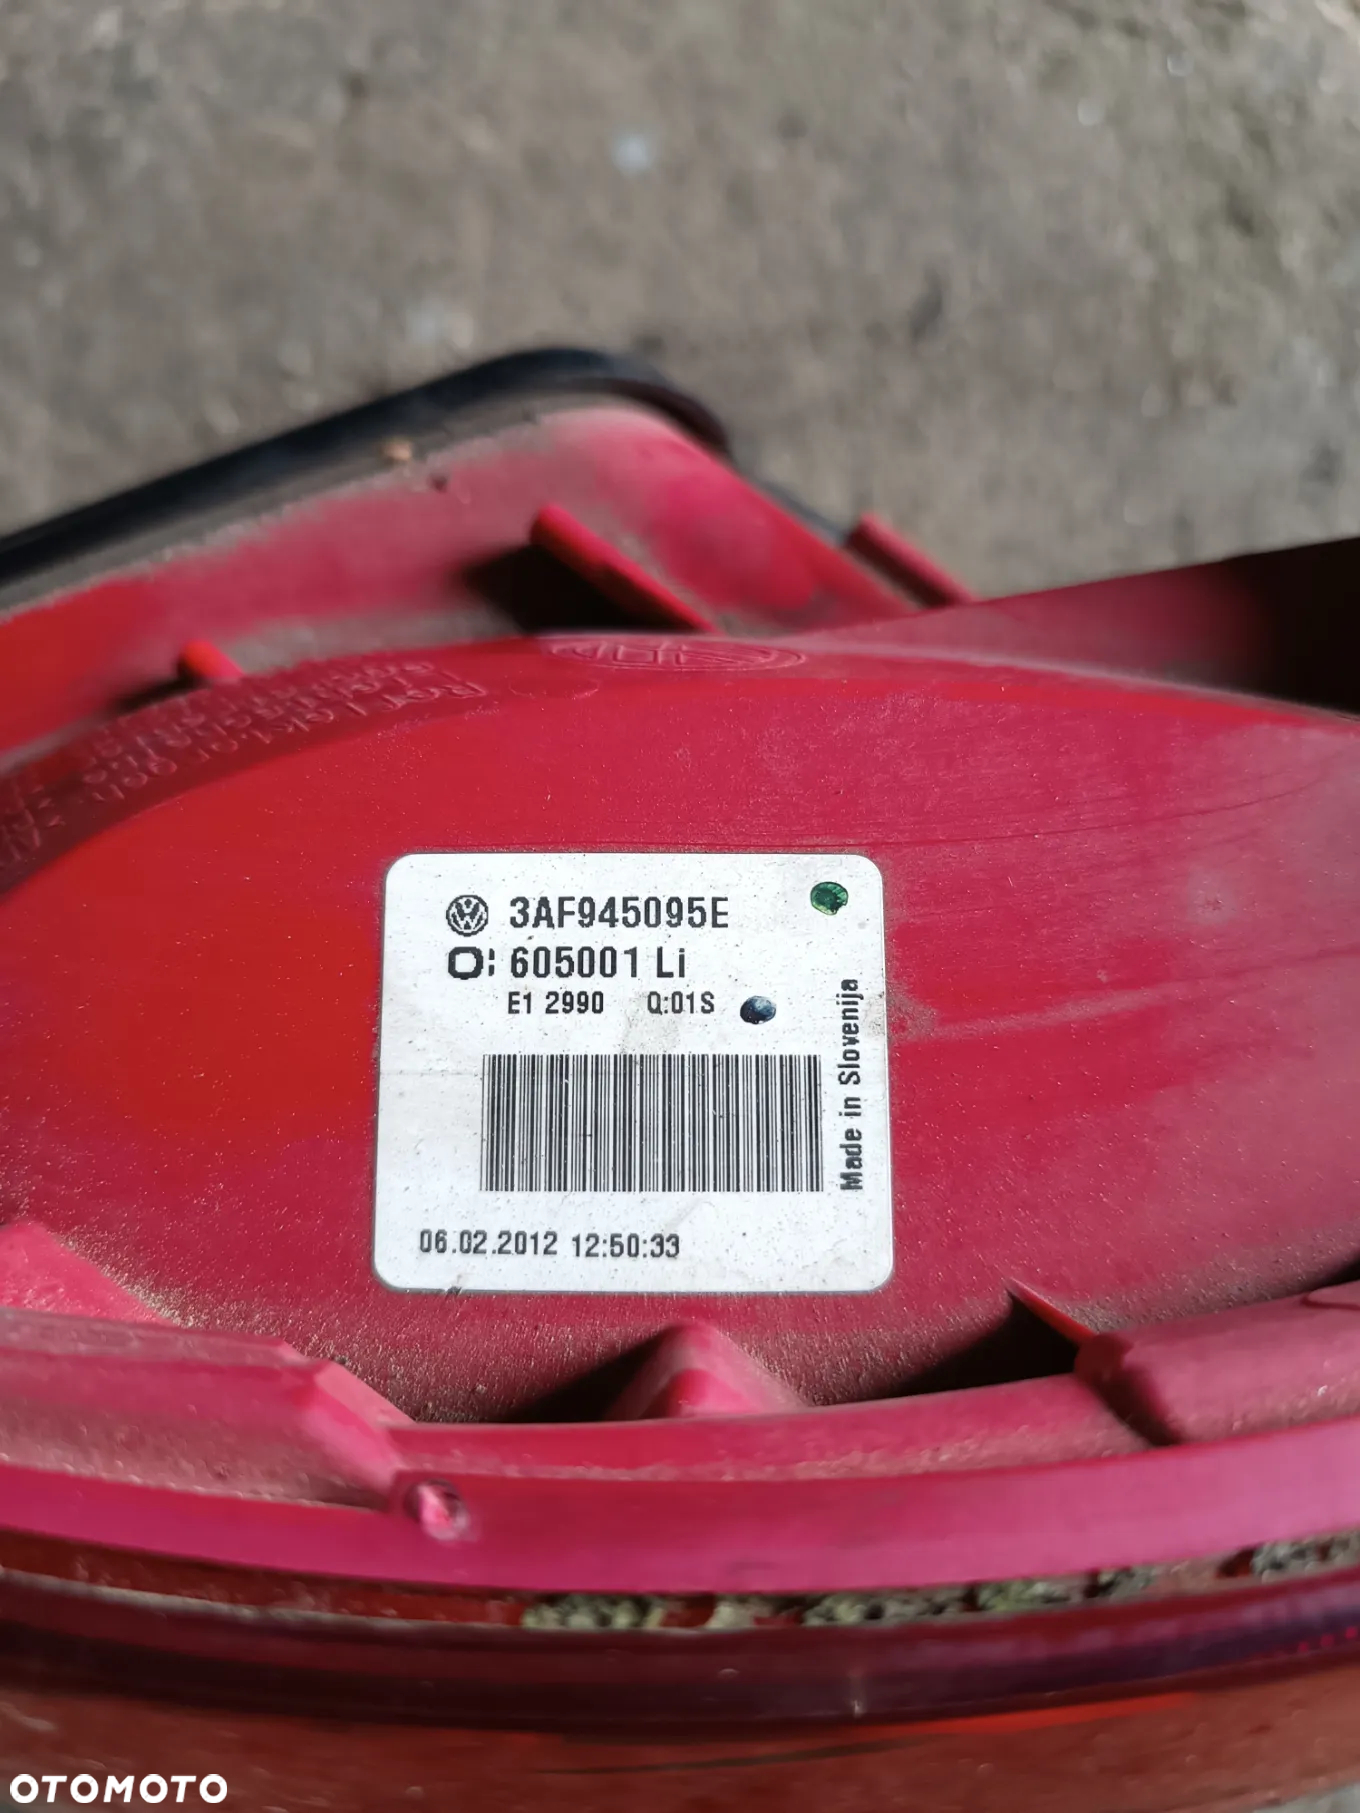 3AF945095E
O: 605001 Li
E1 2990 Q:01S
Made in Slovenija
06.02.2012 12:50:33
OTOMOTO